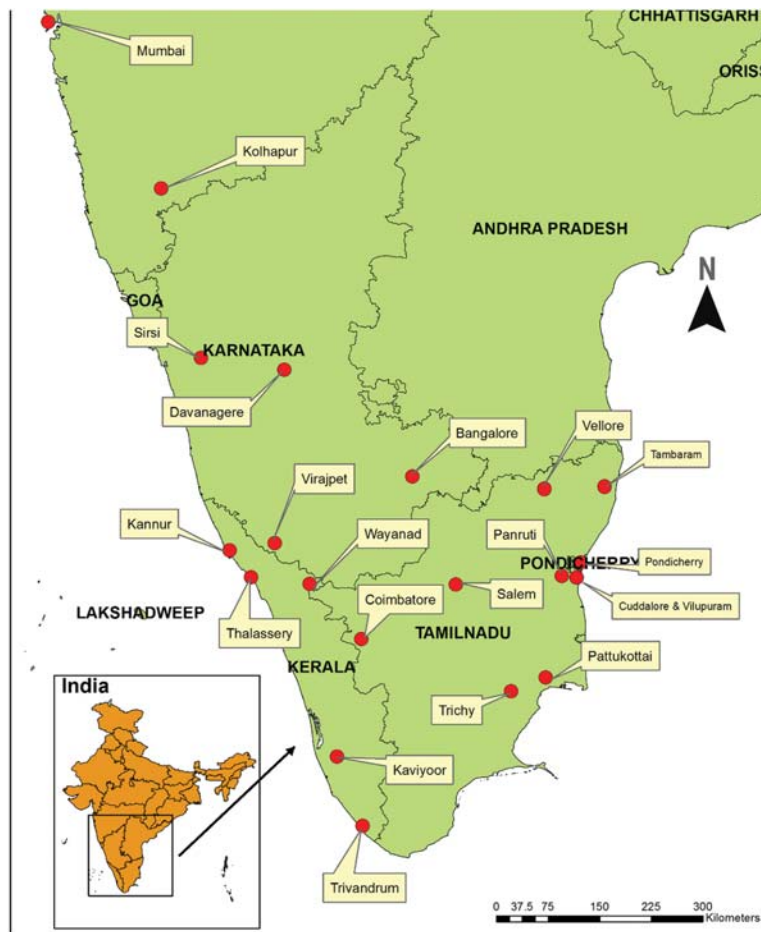 CHHATTISGARH
Mumbai
ORISS
Kolhapur
ANDHRA PRADESH
N
GOA
Sirsi
KARNATAKA
Davanagere
Bangalore
Vellore
Tambaram
Virajpet
Kannur
Wayanad
Panruti
PONDICHERRY
Pondicherry
Coimbatore
Salem
Cuddalore & Vilupuram
LAKSHADWEEP
Thalassery
TAMILNADU
KERALA
Pattukottai
India
Trichy
Kaviyoor
Trivandrum
0 37.5 75 150 225 300
Kilometers